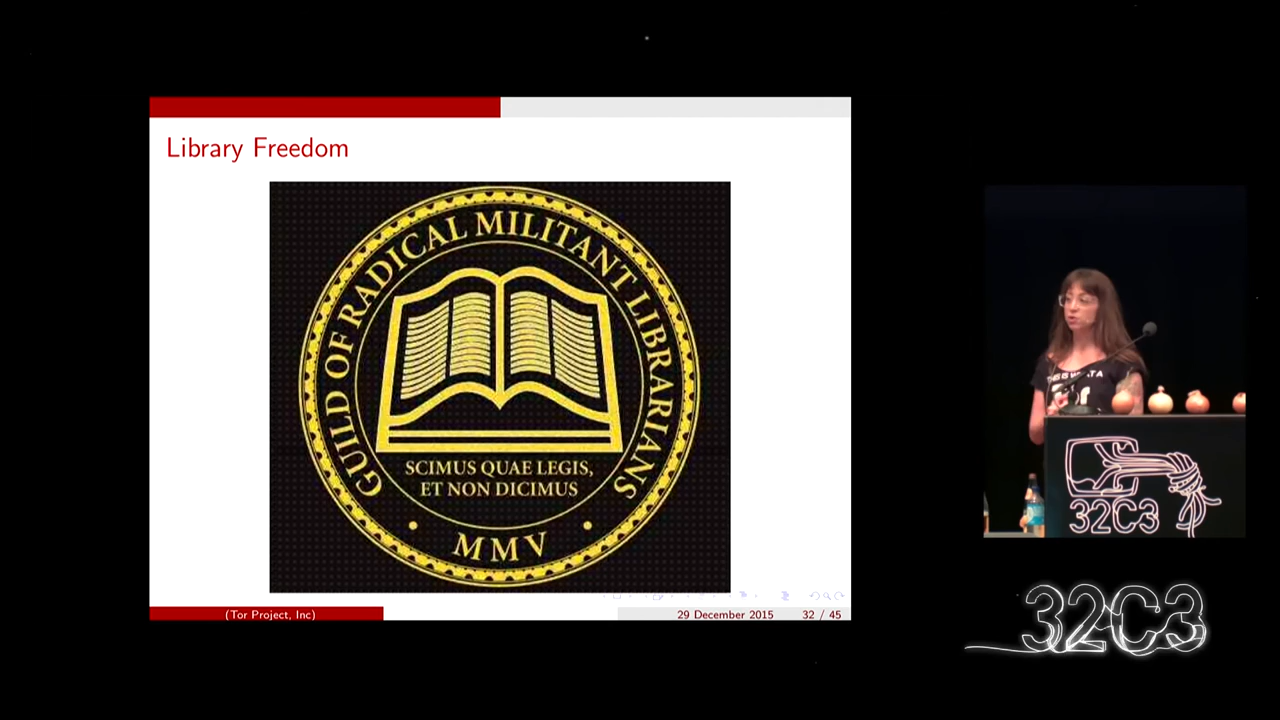 Library Freedom
GUILD OF RADICAL MILITANT LIBRARIANS
SCIMUS QUAE LEGIS,
ET NON DICIMUS
MMV
(Tor Project, Inc)
29 December 2015
32 / 45
32C3
32C3